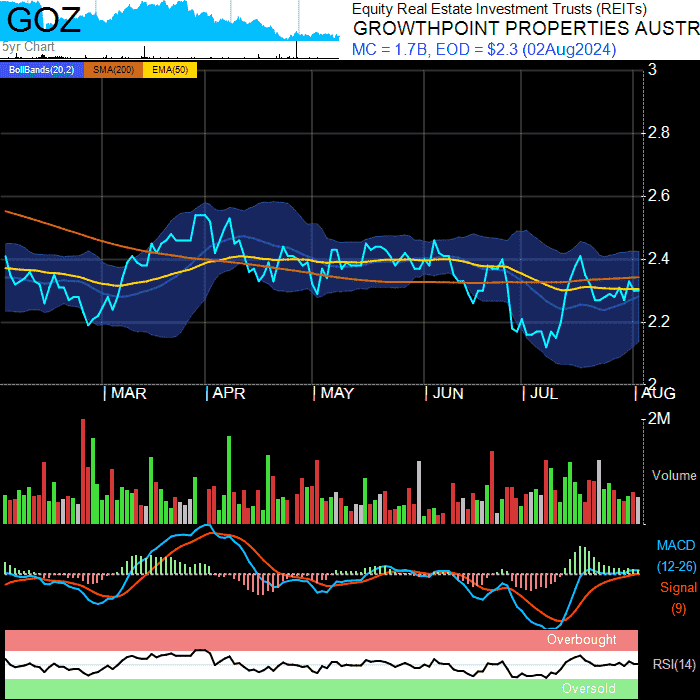 GOZ
5yr Chart
Equity Real Estate Investment Trusts (REITs)
GROWTHPOINT PROPERTIES AUSTR
MC = 1.7B, EOD = $2.3 (02Aug2024)
BollBands(20,2) SMA(200) EMA(50)
3
2.8
2.6
2.4
2.2
2
MAR APR MAY JUN JUL AUG
2M
Volume
MACD
(12-26)
Signal
(9)
Overbought
RSI(14)
Oversold